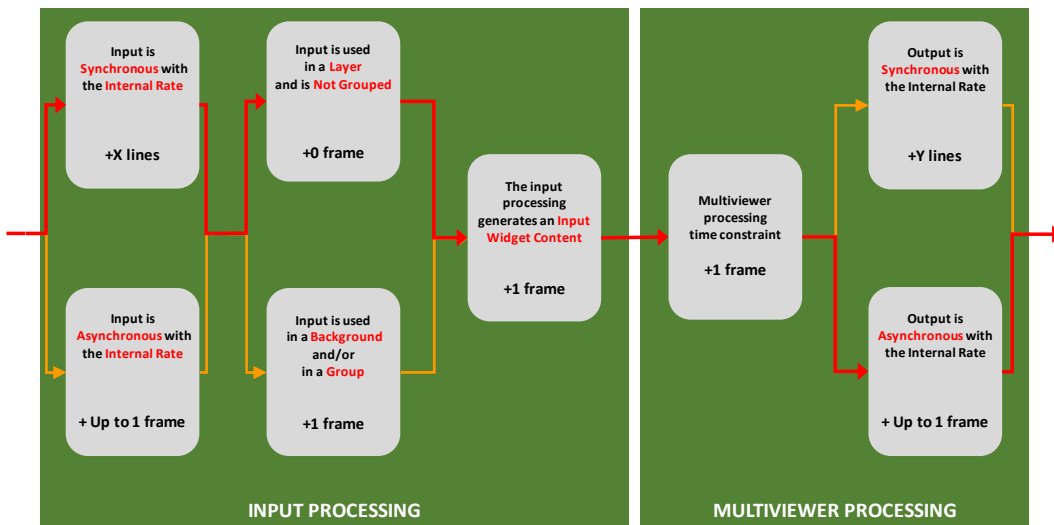 Input is
Synchronous with
the Internal Rate
+X lines
Input is
Asynchronous with
the Internal Rate
+ Up to 1 frame
Input is used
in a Layer
and is Not Grouped
+0 frame
Input is used
in a Background
and/or
in a Group
+1 frame
The input
processing
generates an Input
Widget Content
+1 frame
INPUT PROCESSING
Multiviewer
processing
time constraint
+1 frame
Output is
Synchronous with
the Internal Rate
+Y lines
Output is
Asynchronous with
the Internal Rate
+ Up to 1 frame
MULTIVIEWER PROCESSING